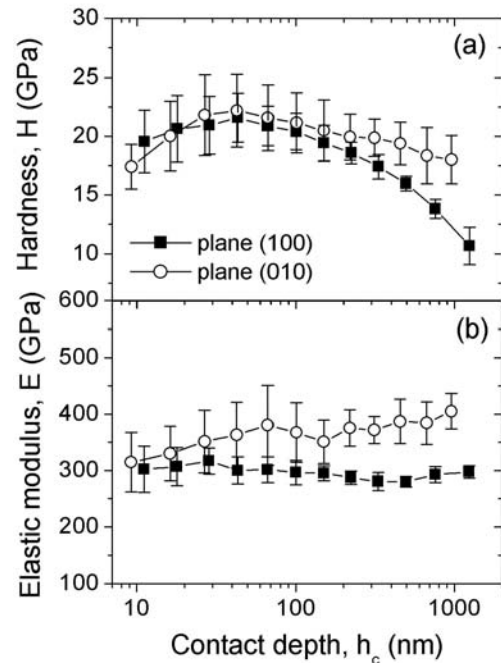 30
(a)
25
20
15
10
Hardness, H (GPa)
plane (100)
plane (010)
600
(b)
500
400
300
200
100
Elastic modulus, E (GPa)
10
100
1000
Contact depth, h_c (nm)